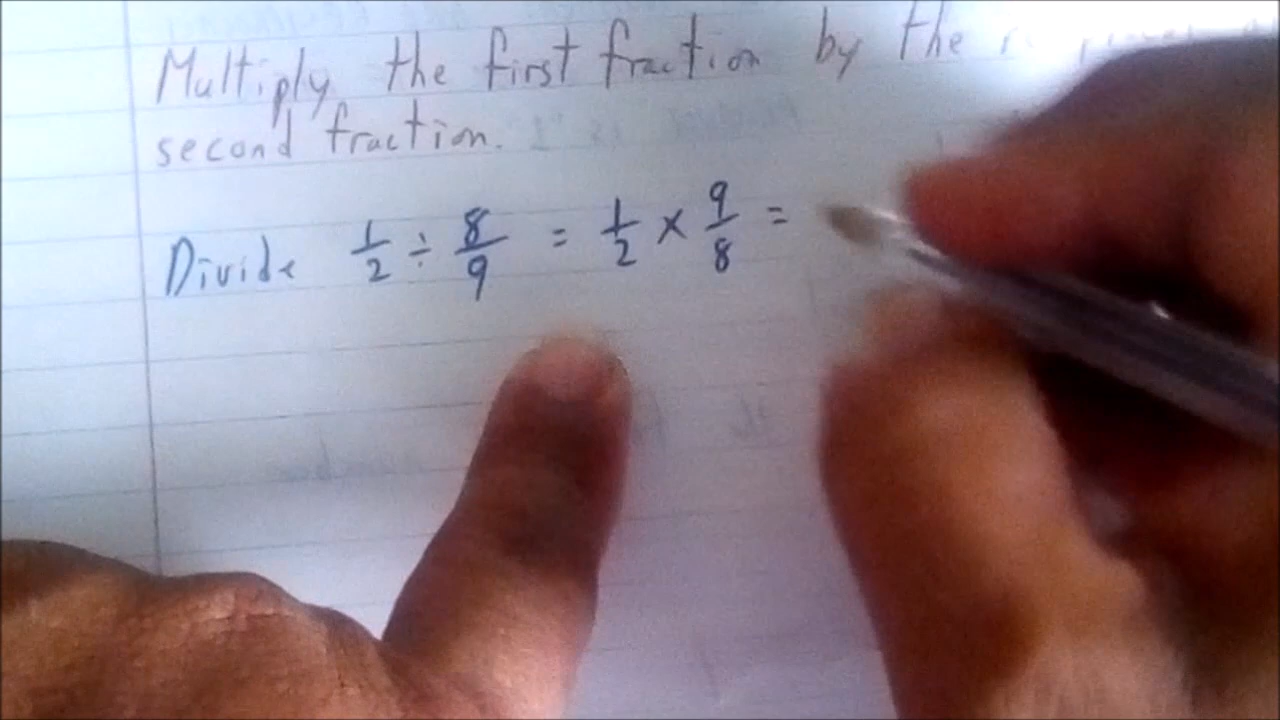 Multiply the first fraction by the
second fraction.
Divide 1/2 ÷ 8/9 = 1/2 × 9/8 =